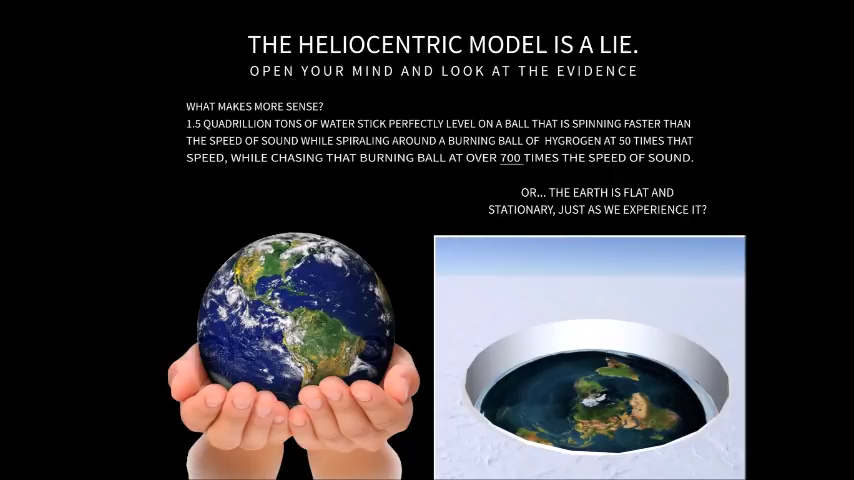 THE HELIOCENTRIC MODEL IS A LIE.
OPEN YOUR MIND AND LOOK AT THE EVIDENCE
WHAT MAKES MORE SENSE?
1.5 QUADRILLION TONS OF WATER STICK PERFECTLY LEVEL ON A BALL THAT IS SPINNING FASTER THAN
THE SPEED OF SOUND WHILE SPIRALING AROUND A BURNING BALL OF HYGROGEN AT 50 TIMES THAT
SPEED, WHILE CHASING THAT BURNING BALL AT OVER 700 TIMES THE SPEED OF SOUND.
OR... THE EARTH IS FLAT AND
STATIONARY, JUST AS WE EXPERIENCE IT?